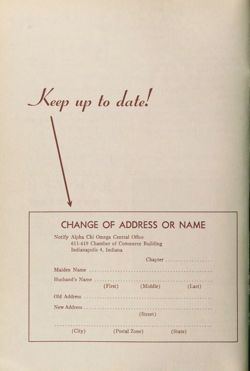 Keep up to date!
CHANGE OF ADDRESS OR NAME
Notify Alpha Chi Omega Central Office
611-619 Chamber of Commerce Building
Indianapolis 4, Indiana
Chapter ....................
Maiden Name ..................................................
Husband's Name ..................................................
(First) (Middle) (Last)
Old Address ..................................................
New Address ..................................................
(Street)
..................................................
(City) (Postal Zone) (State)